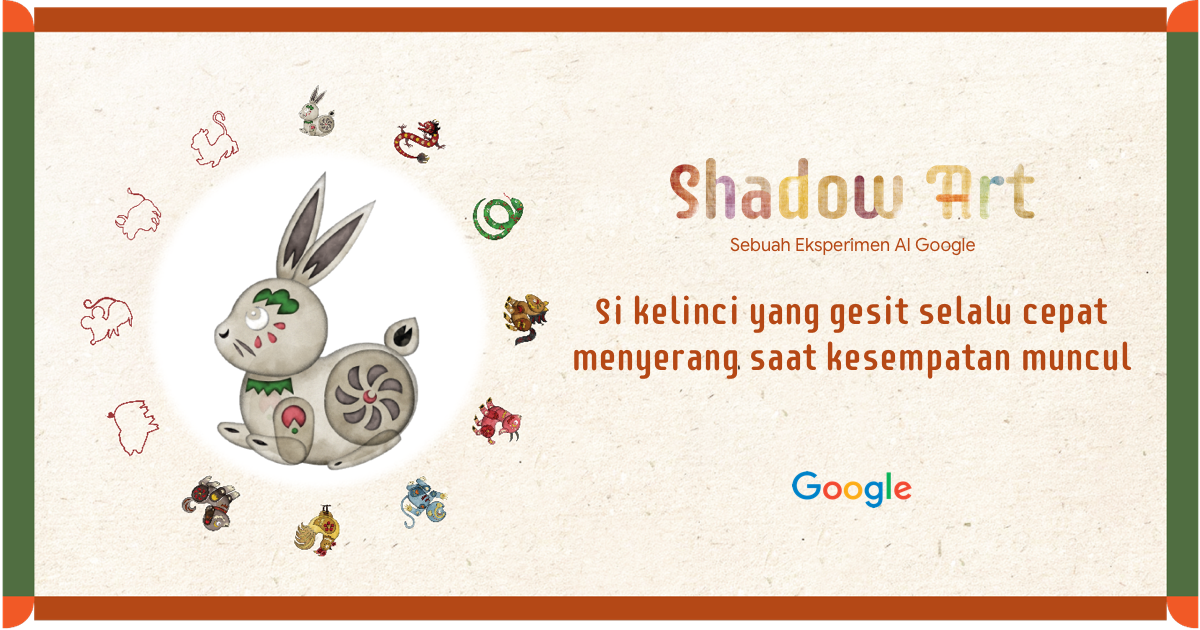 Shadow Art
Sebuah Eksperimen AI Google
Si kelinci yang gesit selalu cepat
menyerang saat kesempatan muncul
Google